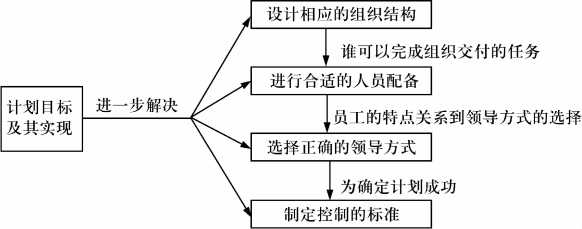 设计相应的组织结构
谁可以完成组织交付的任务
进行合适的人员配备
计划目标
及其实现
进一步解决
员工的特点关系到领导方式的选择
选择正确的领导方式
为确定计划成功
制定控制的标准